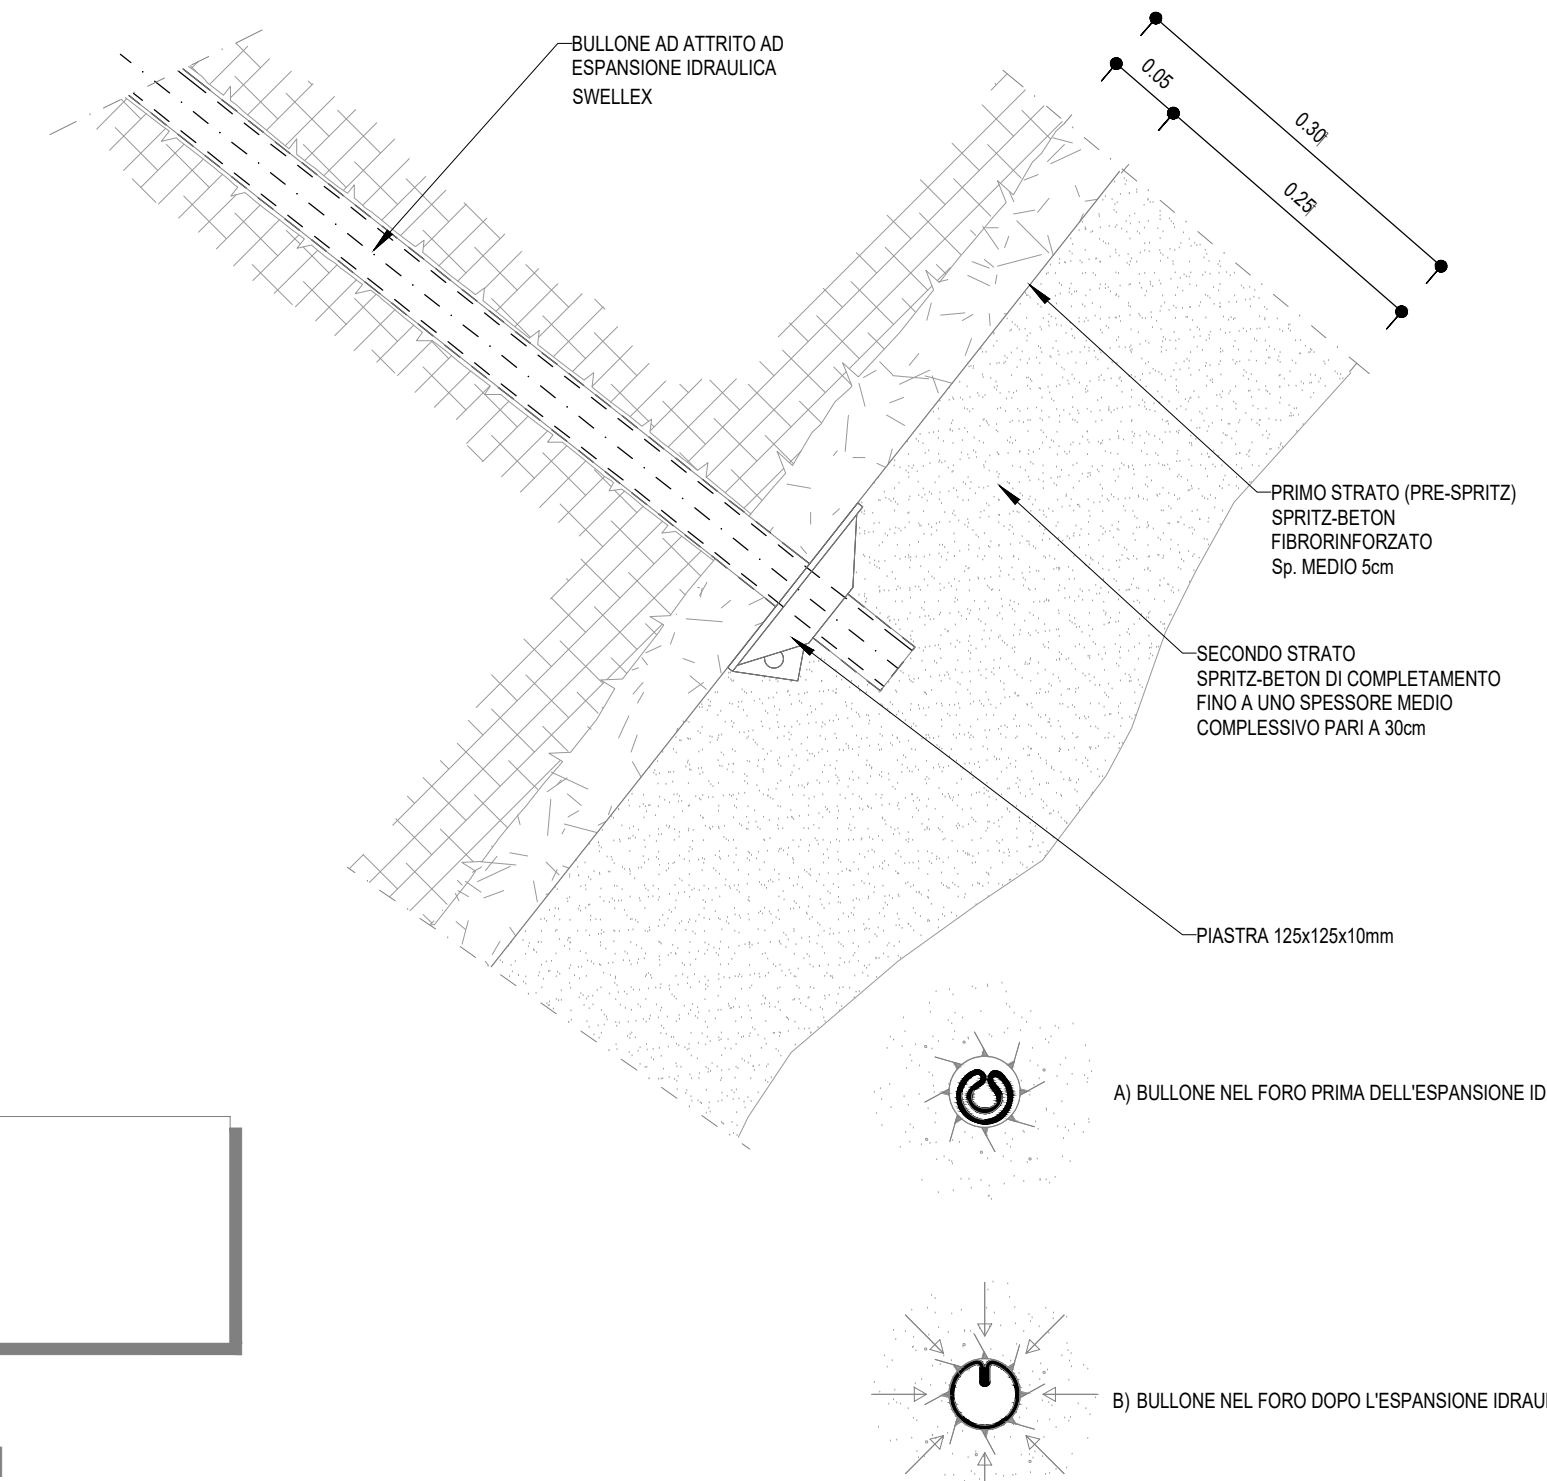 BULLONE AD ATTRITO AD
ESPANSIONE IDRAULICA
SWELLEX
0.05
0.30
0.25
PRIMO STRATO (PRE-SPRITZ)
SPRITZ-BETON
FIBRORINFORZATO
Sp. MEDIO 5cm
SECONDO STRATO
SPRITZ-BETON DI COMPLETAMENTO
FINO A UNO SPESSORE MEDIO
COMPLESSIVO PARI A 30cm
PIASTRA 125x125x10mm
A) BULLONE NEL FORO PRIMA DELL'ESPANSIONE ID
B) BULLONE NEL FORO DOPO L'ESPANSIONE IDRAU